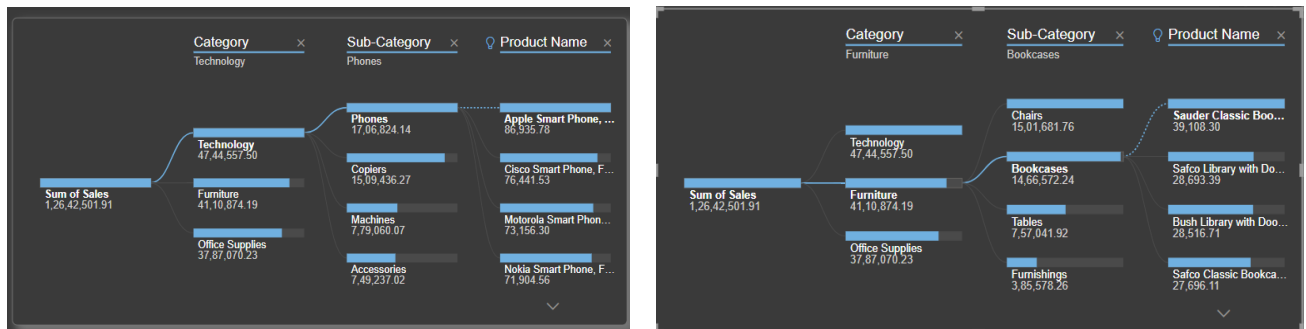 Category × Sub-Category × Product Name ×
Technology Phones
Phones
17,06,824.14
Apple Smart Phone, ...
86,935.78
Technology
47,44,557.50
Copiers
15,09,436.27
Cisco Smart Phone, F...
76,441.53
Sum of Sales
1,26,42,501.91
Furniture
41,10,874.19
Machines
7,79,060.07
Motorola Smart Phon...
73,156.30
Office Supplies
37,87,070.23
Accessories
7,49,237.02
Nokia Smart Phone, F...
71,904.56
Category × Sub-Category × Product Name ×
Furniture Bookcases
Chairs
15,01,681.76
Sauder Classic Boo...
39,108.30
Technology
47,44,557.50
Bookcases
14,66,572.24
Safco Library with Do...
28,693.39
Sum of Sales
1,26,42,501.91
Furniture
41,10,874.19
Tables
7,57,041.92
Bush Library with Doo...
28,516.71
Office Supplies
37,87,070.23
Furnishings
3,85,578.26
Safco Classic Bookca...
27,696.11